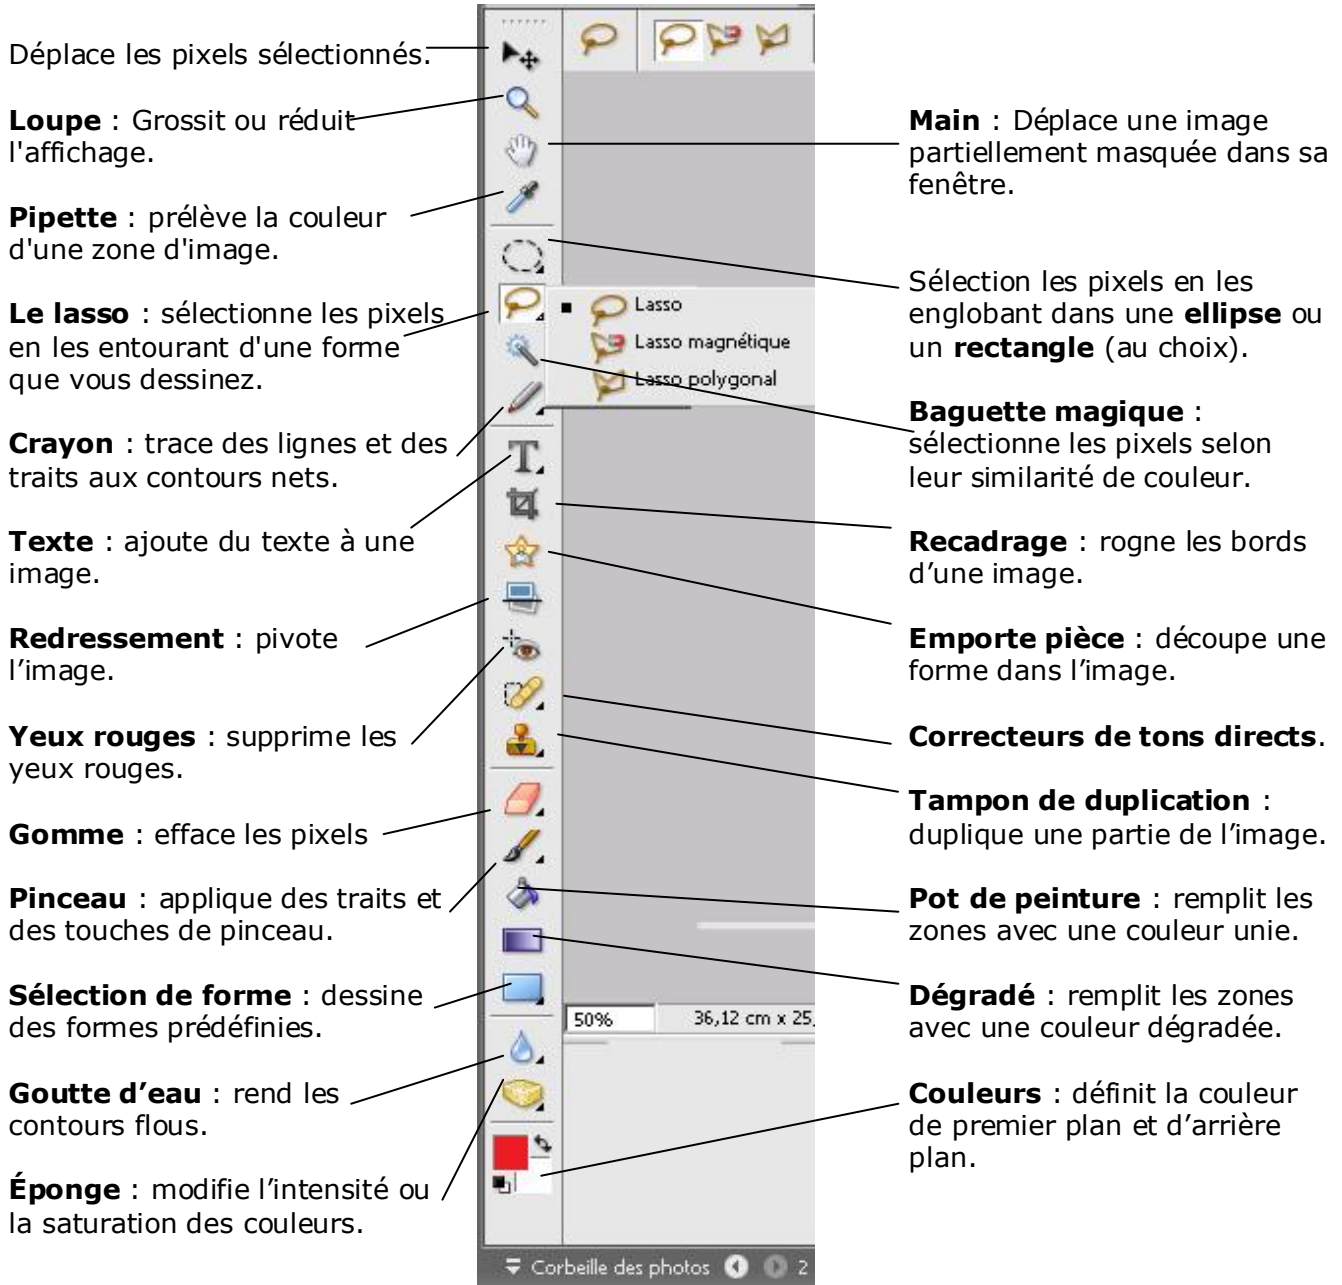 Déplace les pixels sélectionnés.
Loupe : Grossit ou réduit
l'affichage.
Pipette : prélève la couleur
d'une zone d'image.
Le lasso : sélectionne les pixels
en les entourant d'une forme
que vous dessinez.
Crayon : trace des lignes et des
traits aux contours nets.
Texte : ajoute du texte à une
image.
Redressement : pivote
l’image.
Yeux rouges : supprime les
yeux rouges.
Gomme : efface les pixels
Pinceau : applique des traits et
des touches de pinceau.
Sélection de forme : dessine
des formes prédéfinies.
Goutte d’eau : rend les
contours flous.
Éponge : modifie l’intensité ou
la saturation des couleurs.
Lasso
Lasso magnétique
Lasso polygonal
T
50%
36,12 cm x 25,
Corbeille des photos
2
Main : Déplace une image
partiellement masquée dans sa
fenêtre.
Sélection les pixels en les
englobant dans une ellipse ou
un rectangle (au choix).
Baguette magique :
sélectionne les pixels selon
leur similarité de couleur.
Recadrage : rogne les bords
d’une image.
Emporte pièce : découpe une
forme dans l’image.
Correcteurs de tons directs.
Tampon de duplication :
duplique une partie de l’image.
Pot de peinture : remplit les
zones avec une couleur unie.
Dégradé : remplit les zones
avec une couleur dégradée.
Couleurs : définit la couleur
de premier plan et d’arrière
plan.